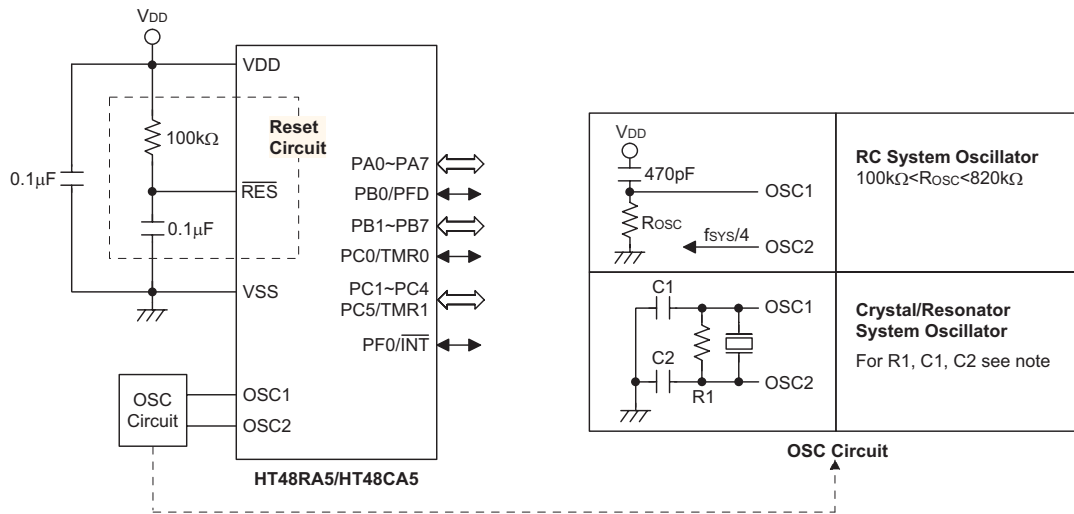 VDD
VDD
100kΩ
Reset
Circuit
0.1μF
RES
0.1μF
VSS
PA0~PA7
PB0/PFD
PB1~PB7
PC0/TMR0
PC1~PC4
PC5/TMR1
PF0/INT
OSC
Circuit
OSC1
OSC2
HT48RA5/HT48CA5
VDD
470pF
OSC1
ROSC
fSYS/4
OSC2
RC System Oscillator
100kΩ<ROSC<820kΩ
C1
OSC1
C2
OSC2
R1
Crystal/Resonator
System Oscillator
For R1, C1, C2 see note
OSC Circuit